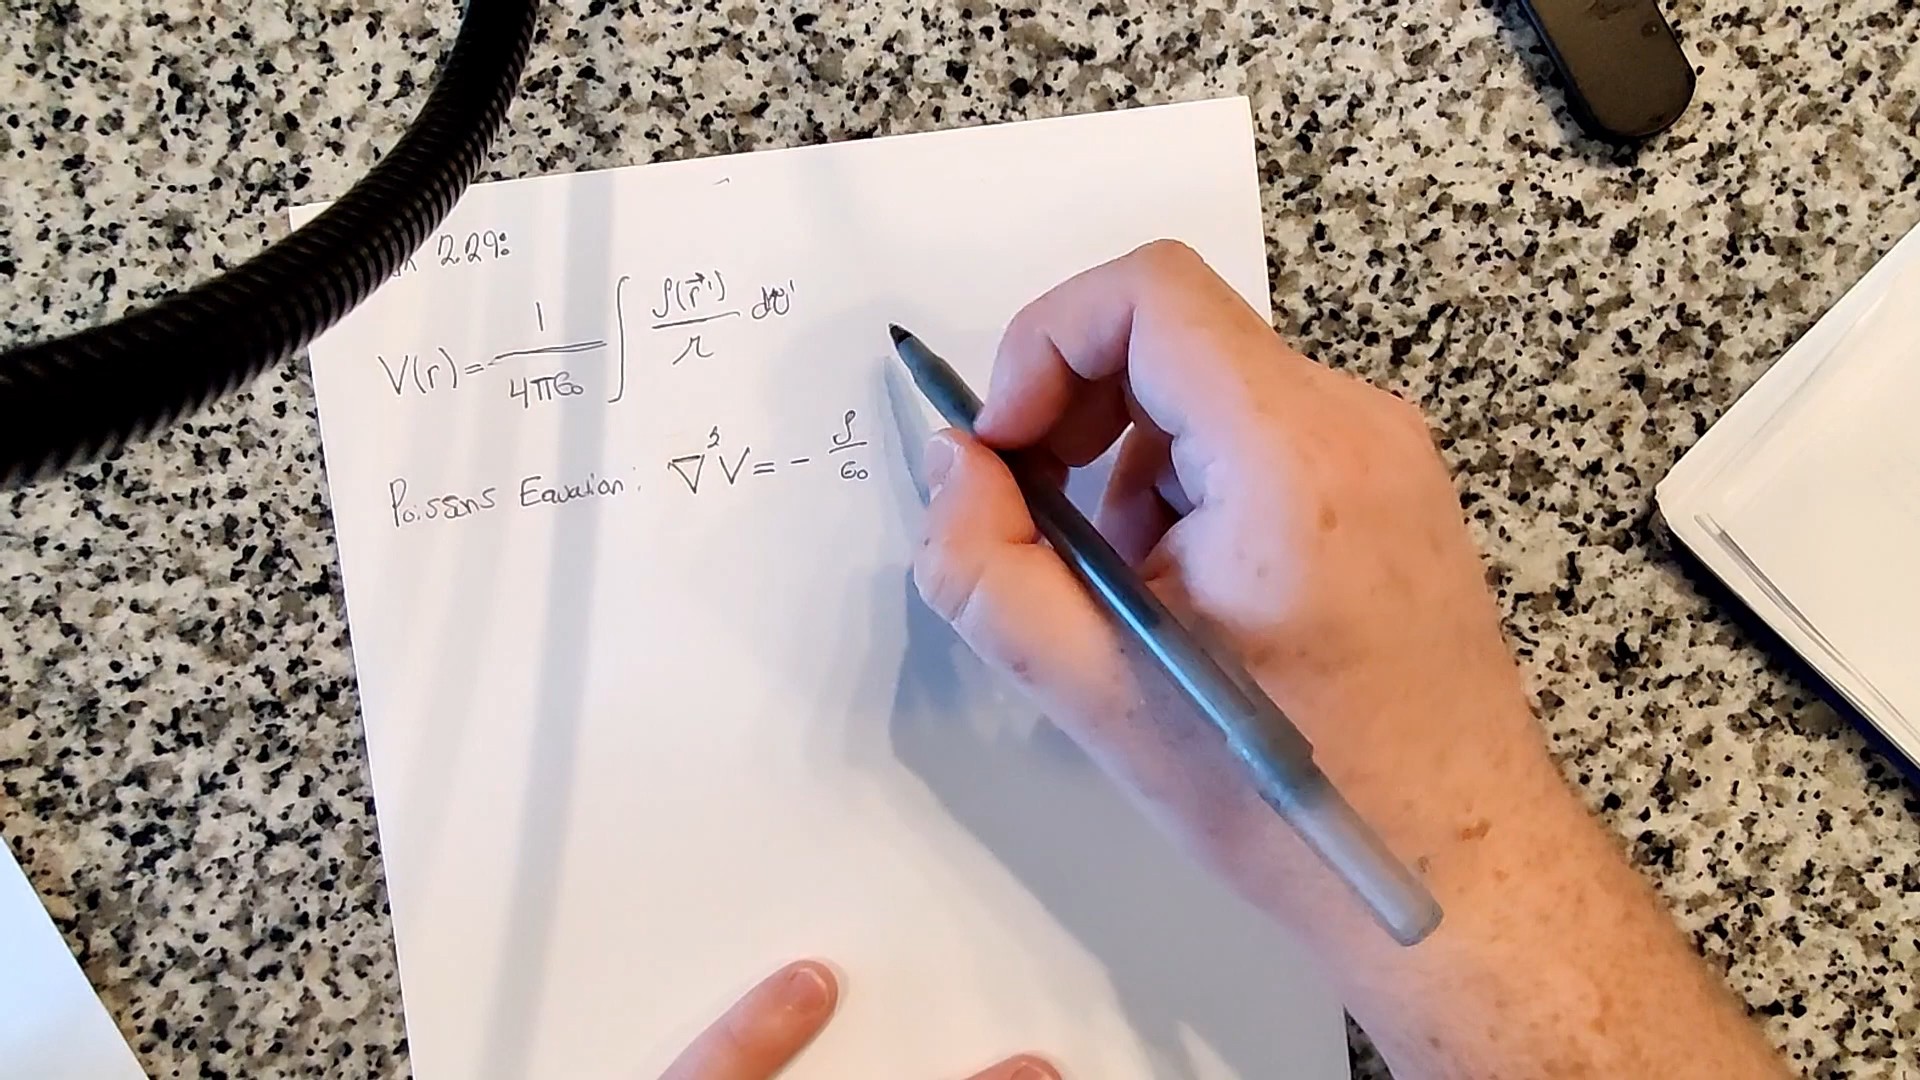 2.29:
V(r) = 1/4πϵ₀ ∫ ρ(r⃗')/r dτ'
Poissons Equation: ∇²V = - ρ/ϵ₀